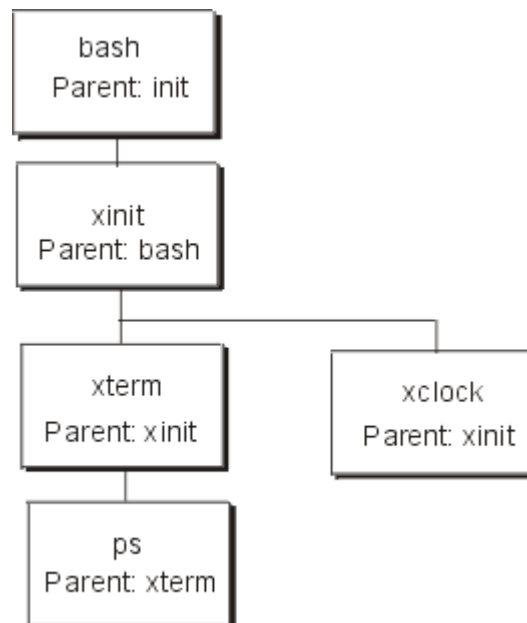 bash
Parent: init
xinit
Parent: bash
xterm
Parent: xinit
xclock
Parent: xinit
ps
Parent: xterm